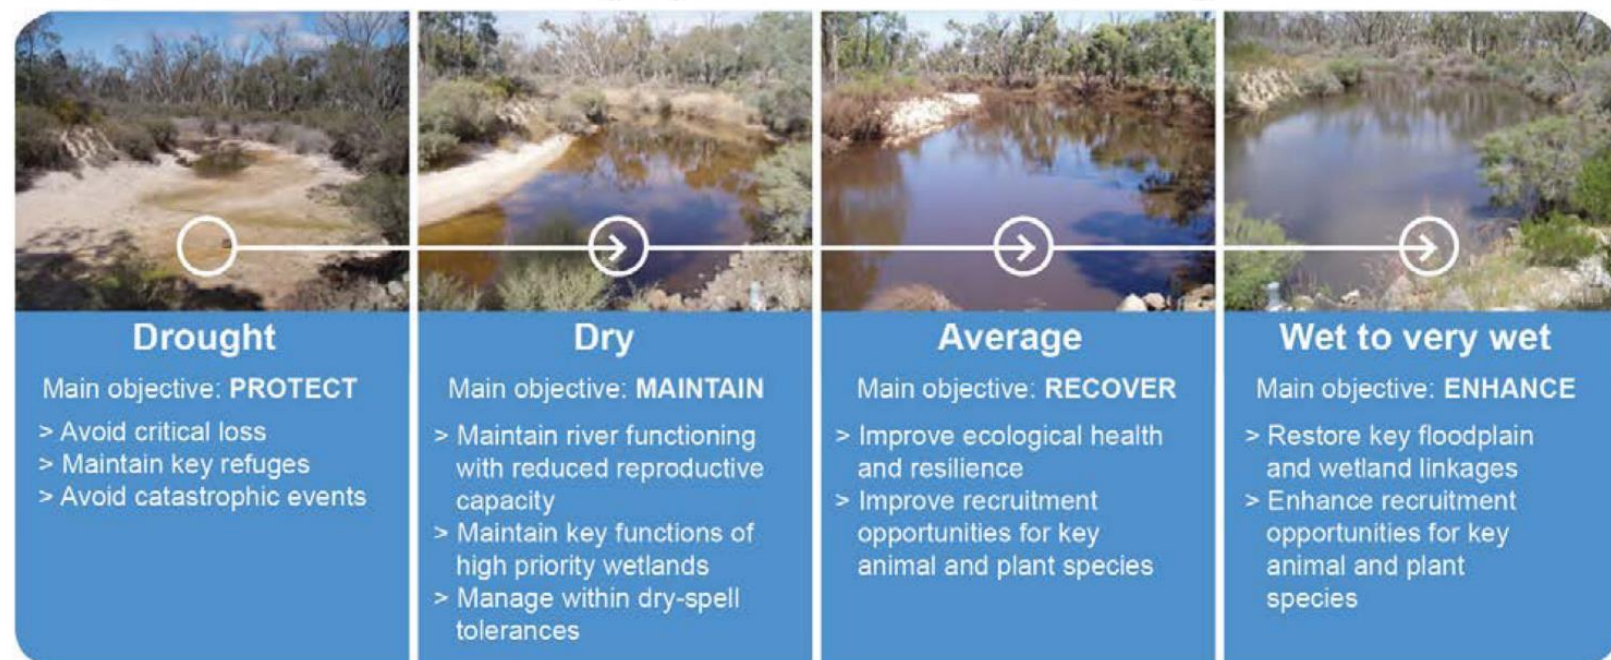 Drought
Main objective: PROTECT
> Avoid critical loss
> Maintain key refuges
> Avoid catastrophic events
Dry
Main objective: MAINTAIN
> Maintain river functioning
with reduced reproductive
capacity
> Maintain key functions of
high priority wetlands
> Manage within dry-spell
tolerances
Average
Main objective: RECOVER
> Improve ecological health
and resilience
> Improve recruitment
opportunities for key
animal and plant species
Wet to very wet
Main objective: ENHANCE
> Restore key floodplain
and wetland linkages
> Enhance recruitment
opportunities for key
animal and plant
species